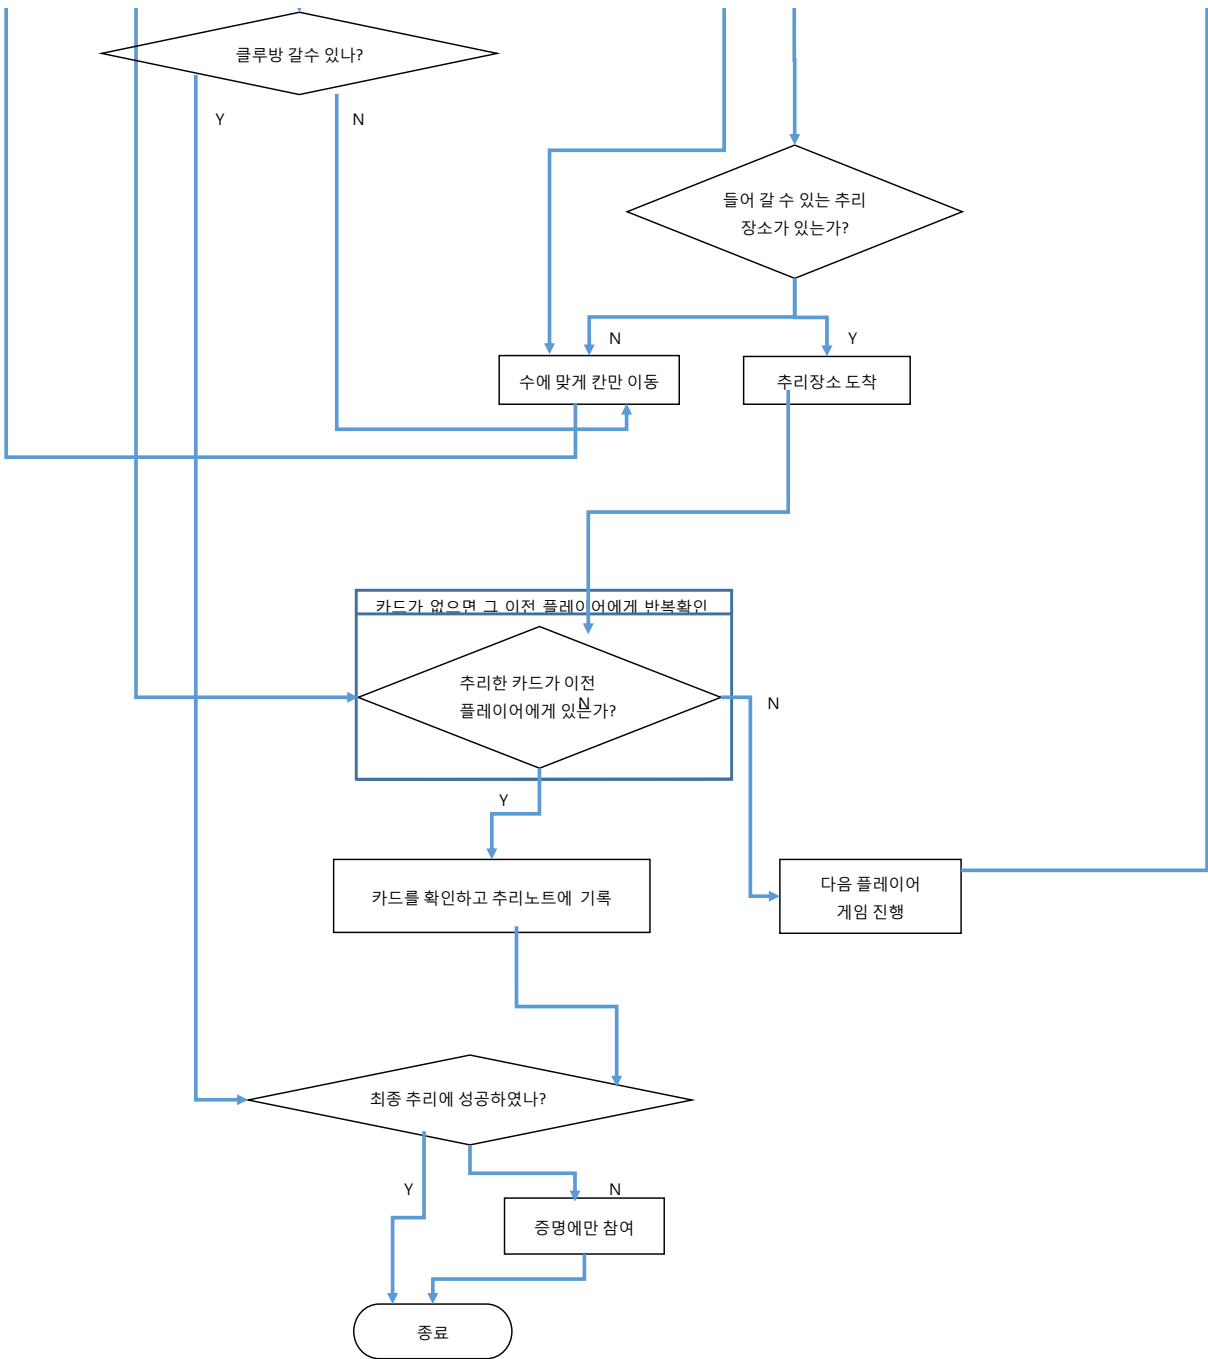 클루방 갈수 있나?
Y
N
들어 갈 수 있는 추리
장소가 있는가?
N
Y
수에 맞게 칸만 이동
추리장소 도착
카드가 없으면 그 이전 플레이어에게 반복확인
추리한 카드가 이전
플레이어에게 있는가?
N
N
Y
카드를 확인하고 추리노트에 기록
다음 플레이어
게임 진행
최종 추리에 성공하였나?
Y
N
증명에만 참여
종료